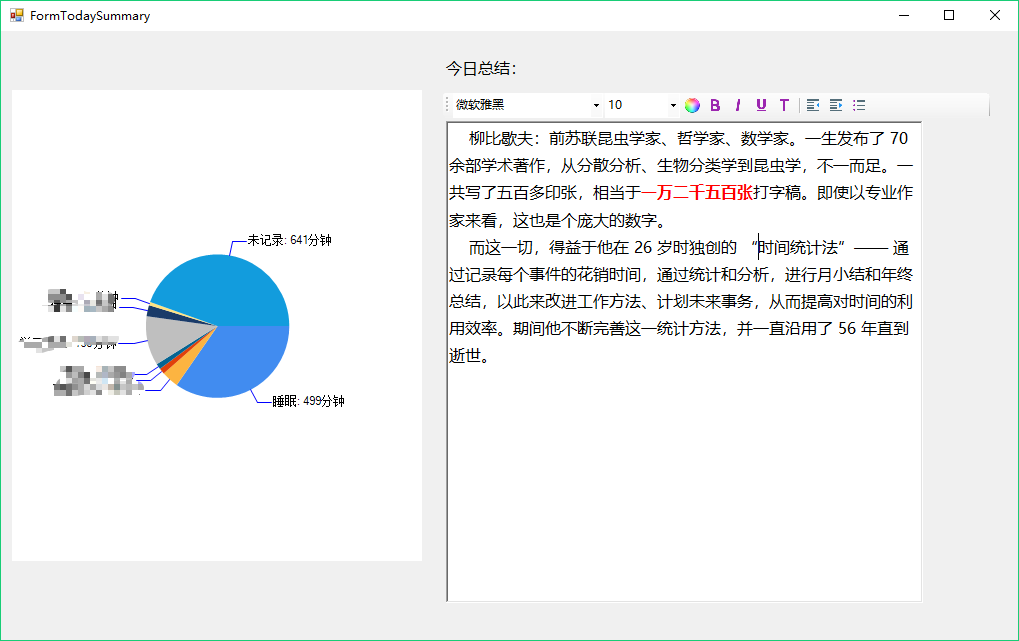 FormTodaySummary
今日总结：
微软雅黑 10 B I U T
柳比歇夫：前苏联昆虫学家、哲学家、数学家。一生发布了 70
余部学术著作，从分散分析、生物分类学到昆虫学，不一而足。一
共写了五百多印张，相当于一万二千五百张打字稿。即使以专业作
家来看，这也是个庞大的数字。
而这一切，得益于他在 26 岁时独创的 “时间统计法”—— 通
过记录每个事件的花销时间，通过统计和分析，进行月小结和年终
总结，以此来改进工作方法、计划未来事务，从而提高对时间的利
用效率。期间他不断完善这一统计方法，并一直沿用了 56 年直到
逝世。
未记录: 641分钟
睡眠: 499分钟